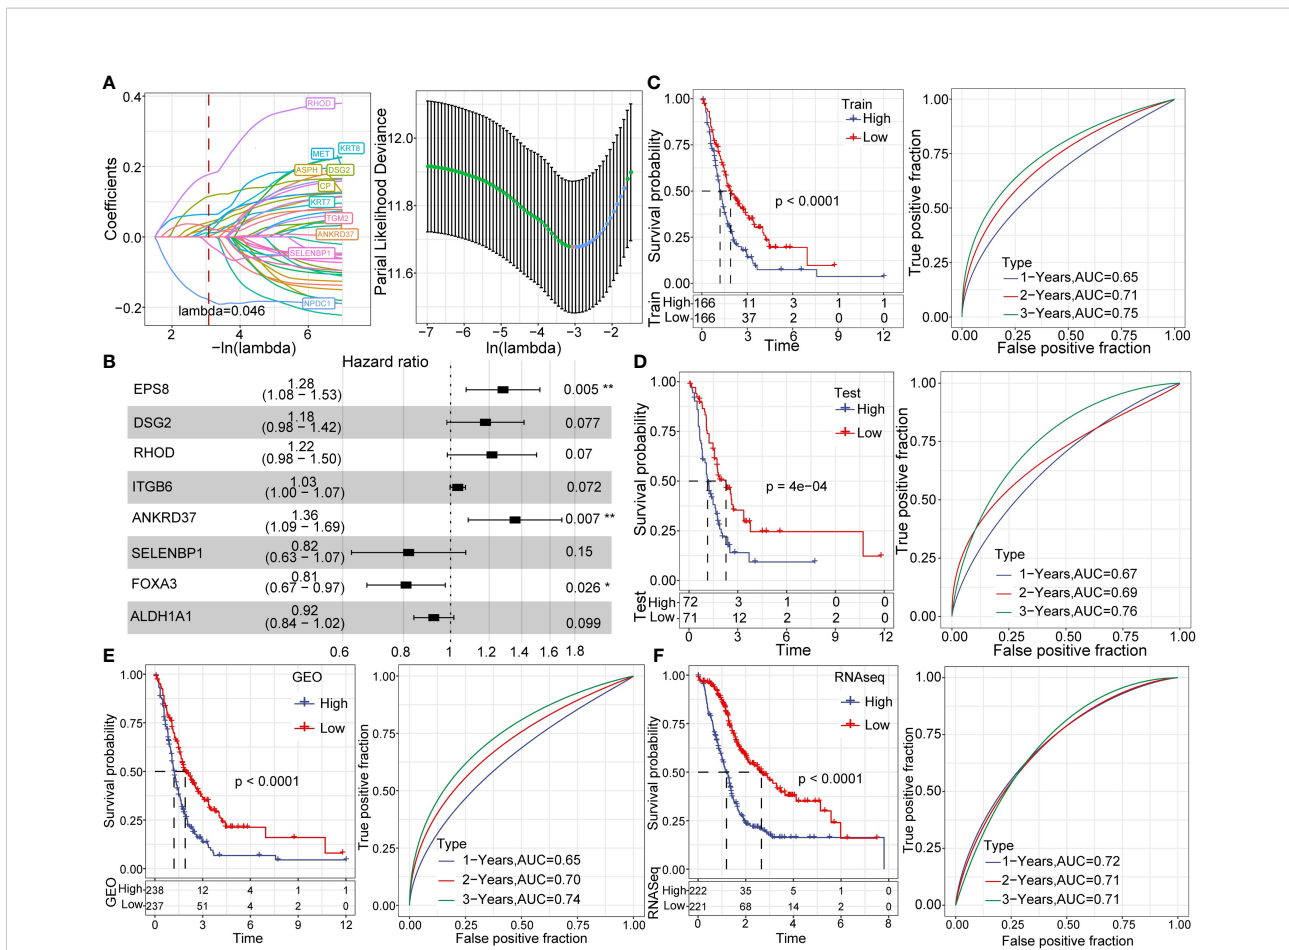 A
0.4
0.2
0.0
−0.2
Coefficients
RHOD
MET
KRT8
ASPH
DSG2
CP
KRT7
TGM2
ANKRD37
SELENBP1
NPDC1
lambda=0.046
2
4
6
−ln(lambda)
Parial Likelihood Deviance
12.0
11.8
11.6
−7
−6
−5
−4
−3
−2
ln(lambda)
C
Survival probability
1.00
0.75
0.50
0.25
0.00
Train
High
Low
p < 0.0001
Train
High-166 11 3 1 1
Low-166 37 2 0 0
0 3 6 9 12
Time
True positive fraction
1.00
0.75
0.50
0.25
0.00
Type
1−Years,AUC=0.65
2−Years,AUC=0.71
3−Years,AUC=0.75
0.00 0.25 0.50 0.75 1.00
False positive fraction
B
Hazard ratio
EPS8 1.28 0.005 **
(1.08 − 1.53)
DSG2 1.18 0.077
(0.98 − 1.42)
RHOD 1.22 0.07
(0.98 − 1.50)
ITGB6 1.03 0.072
(1.00 − 1.07)
ANKRD37 1.36 0.007 **
(1.09 − 1.69)
SELENBP1 0.82 0.15
(0.63 − 1.07)
FOXA3 0.81 0.026 *
(0.67 − 0.97)
ALDH1A1 0.92 0.099
(0.84 − 1.02)
0.6 0.8 1 1.2 1.4 1.6 1.8
D
Survival probability
1.00
0.75
0.50
0.25
0.00
Test
High
Low
p = 4e−04
Test
High-72 3 1 0 0
Low-71 12 2 2 0
0 3 6 9 12
Time
True positive fraction
1.00
0.75
0.50
0.25
0.00
Type
1−Years,AUC=0.67
2−Years,AUC=0.69
3−Years,AUC=0.76
0.00 0.25 0.50 0.75 1.00
False positive fraction
E
Survival probability
1.00
0.75
0.50
0.25
0.00
GEO
High
Low
p < 0.0001
GEO
High-238 12 4 1 1
Low-237 51 4 2 0
0 3 6 9 12
Time
True positive fraction
1.00
0.75
0.50
0.25
0.00
Type
1−Years,AUC=0.65
2−Years,AUC=0.70
3−Years,AUC=0.74
0.00 0.25 0.50 0.75 1.00
False positive fraction
F
Survival probability
1.00
0.75
0.50
0.25
0.00
RNAseq
High
Low
p < 0.0001
RNASeq
High-222 35 5 1 0
Low-221 68 14 2 0
0 2 4 6 8
Time
True positive fraction
1.00
0.75
0.50
0.25
0.00
Type
1−Years,AUC=0.72
2−Years,AUC=0.71
3−Years,AUC=0.71
0.00 0.25 0.50 0.75 1.00
False positive fraction